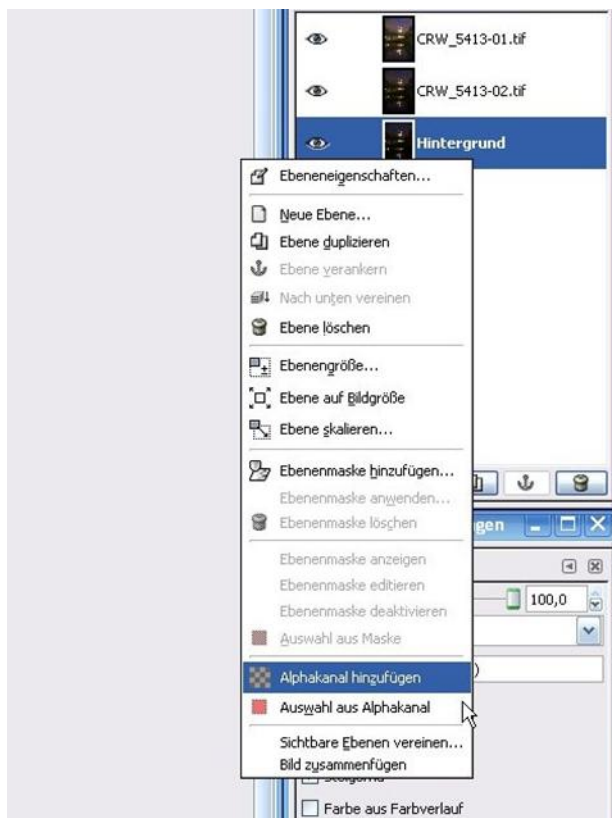 CRW_5413-01.tif
CRW_5413-02.tif
Hintergrund
Ebeneneigenschaften...
Neue Ebene...
Ebene duplizieren
Ebene verankern
Nach unten vereinen
Ebene löschen
Ebenengröße...
Ebene auf Bildgröße
Ebene skalieren...
Ebenenmaske hinzufügen...
Ebenenmaske anwenden...
Ebenenmaske löschen
gen
Ebenenmaske anzeigen
Ebenenmaske editieren
100,0
Ebenenmaske deaktivieren
Auswahl aus Maske
Alphakanal hinzufügen
)
Auswahl aus Alphakanal
Sichtbare Ebenen vereinen...
Bild zusammenfügen
Farbe aus Farbverlauf